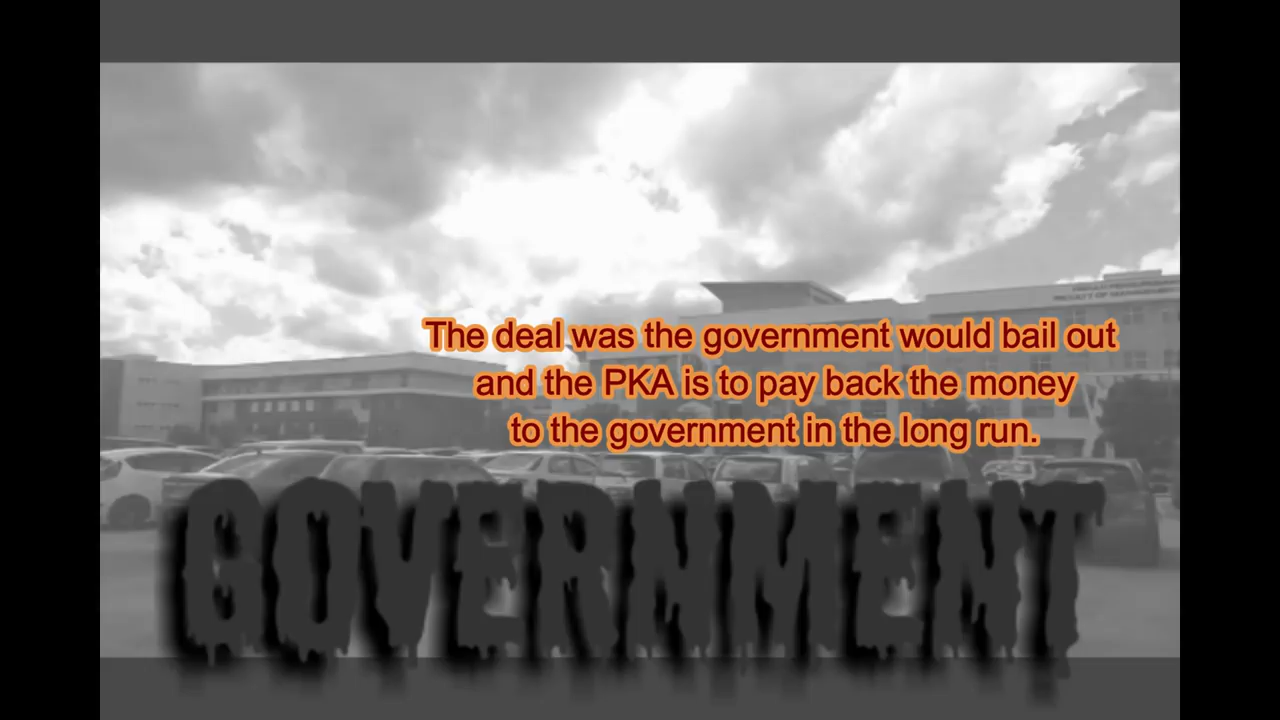 The deal was the government would bail out
and the PKA is to pay back the money
to the government in the long run.
GOVERNMENT